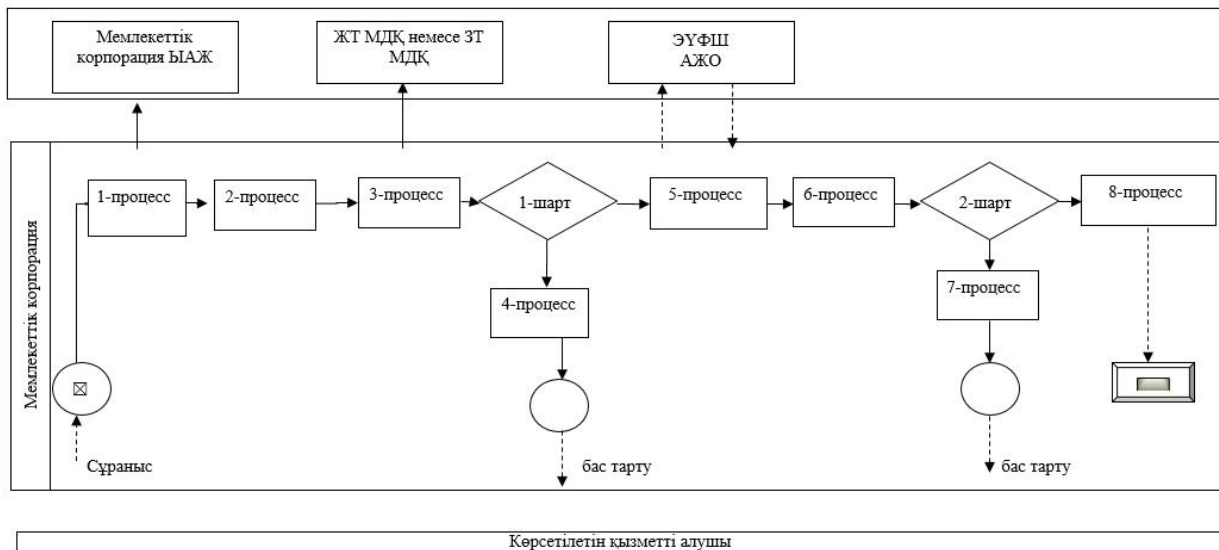 Мемлекеттік
корпорация ЫАЖ
ЖТ МДҚ немесе ЗТ
МДҚ
ЭҮФШ
АЖО
Мемлекеттік корпорация
1-процесс
2-процесс
3-процесс
1-шарт
5-процесс
6-процесс
2-шарт
8-процесс
4-процесс
7-процесс
Сұраныс
бас тарту
бас тарту
Көрсетілетін қызметті алушы